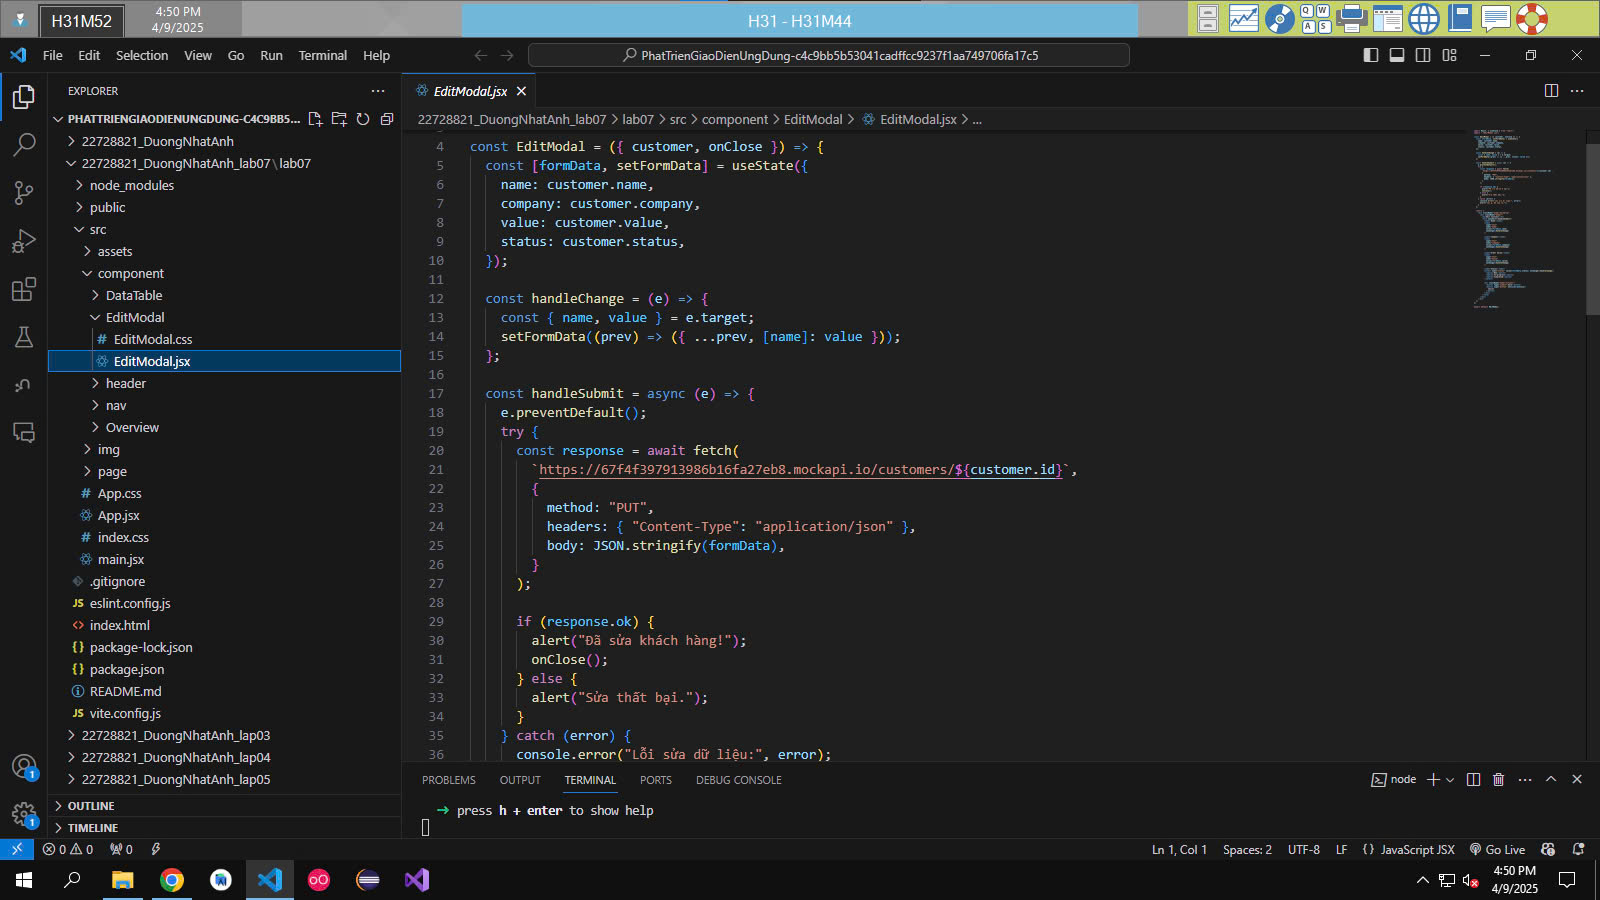 H31M52
4:50 PM
4/9/2025
H31 - H31M44
Q W
A S
File Edit Selection View Go Run Terminal Help
PhatTrienGiaoDienUngDung-c4c9bb5b53041cadffcc9237f1aa749706fa17c5
EXPLORER
PHATTRIENGIAODIENUNGDUNG-C4C9BB5...
22728821_DuongNhatAnh
22728821_DuongNhatAnh_lab07\lab07
node_modules
public
src
assets
component
DataTable
EditModal
# EditModal.css
EditModal.jsx
header
nav
Overview
img
page
# App.css
App.jsx
# index.css
main.jsx
.gitignore
JS eslint.config.js
<> index.html
{} package-lock.json
{} package.json
README.md
JS vite.config.js
22728821_DuongNhatAnh_lap03
22728821_DuongNhatAnh_lap04
22728821_DuongNhatAnh_lap05
OUTLINE
TIMELINE
1
1
EditModal.jsx
22728821_DuongNhatAnh_lab07 > lab07 > src > component > EditModal > EditModal.jsx > ...
4 const EditModal = ({ customer, onClose }) => {
5 const [formData, setFormData] = useState({
6 name: customer.name,
7 company: customer.company,
8 value: customer.value,
9 status: customer.status,
10 });
11
12 const handleChange = (e) => {
13 const { name, value } = e.target;
14 setFormData((prev) => ({ ...prev, [name]: value }));
15 };
16
17 const handleSubmit = async (e) => {
18 e.preventDefault();
19 try {
20 const response = await fetch(
21 `https://67f4f397913986b16fa27eb8.mockapi.io/customers/${customer.id}`,
22 {
23 method: "PUT",
24 headers: { "Content-Type": "application/json" },
25 body: JSON.stringify(formData),
26 }
27 );
28
29 if (response.ok) {
30 alert("Đã sửa khách hàng!");
31 onClose();
32 } else {
33 alert("Sửa thất bại.");
34 }
35 } catch (error) {
36 console.error("Lỗi sửa dữ liệu:", error);
PROBLEMS OUTPUT TERMINAL PORTS DEBUG CONSOLE
node
➜ press h + enter to show help
0 0 0
Ln 1, Col 1 Spaces: 2 UTF-8 LF {} JavaScript JSX Go Live
4:50 PM
4/9/2025